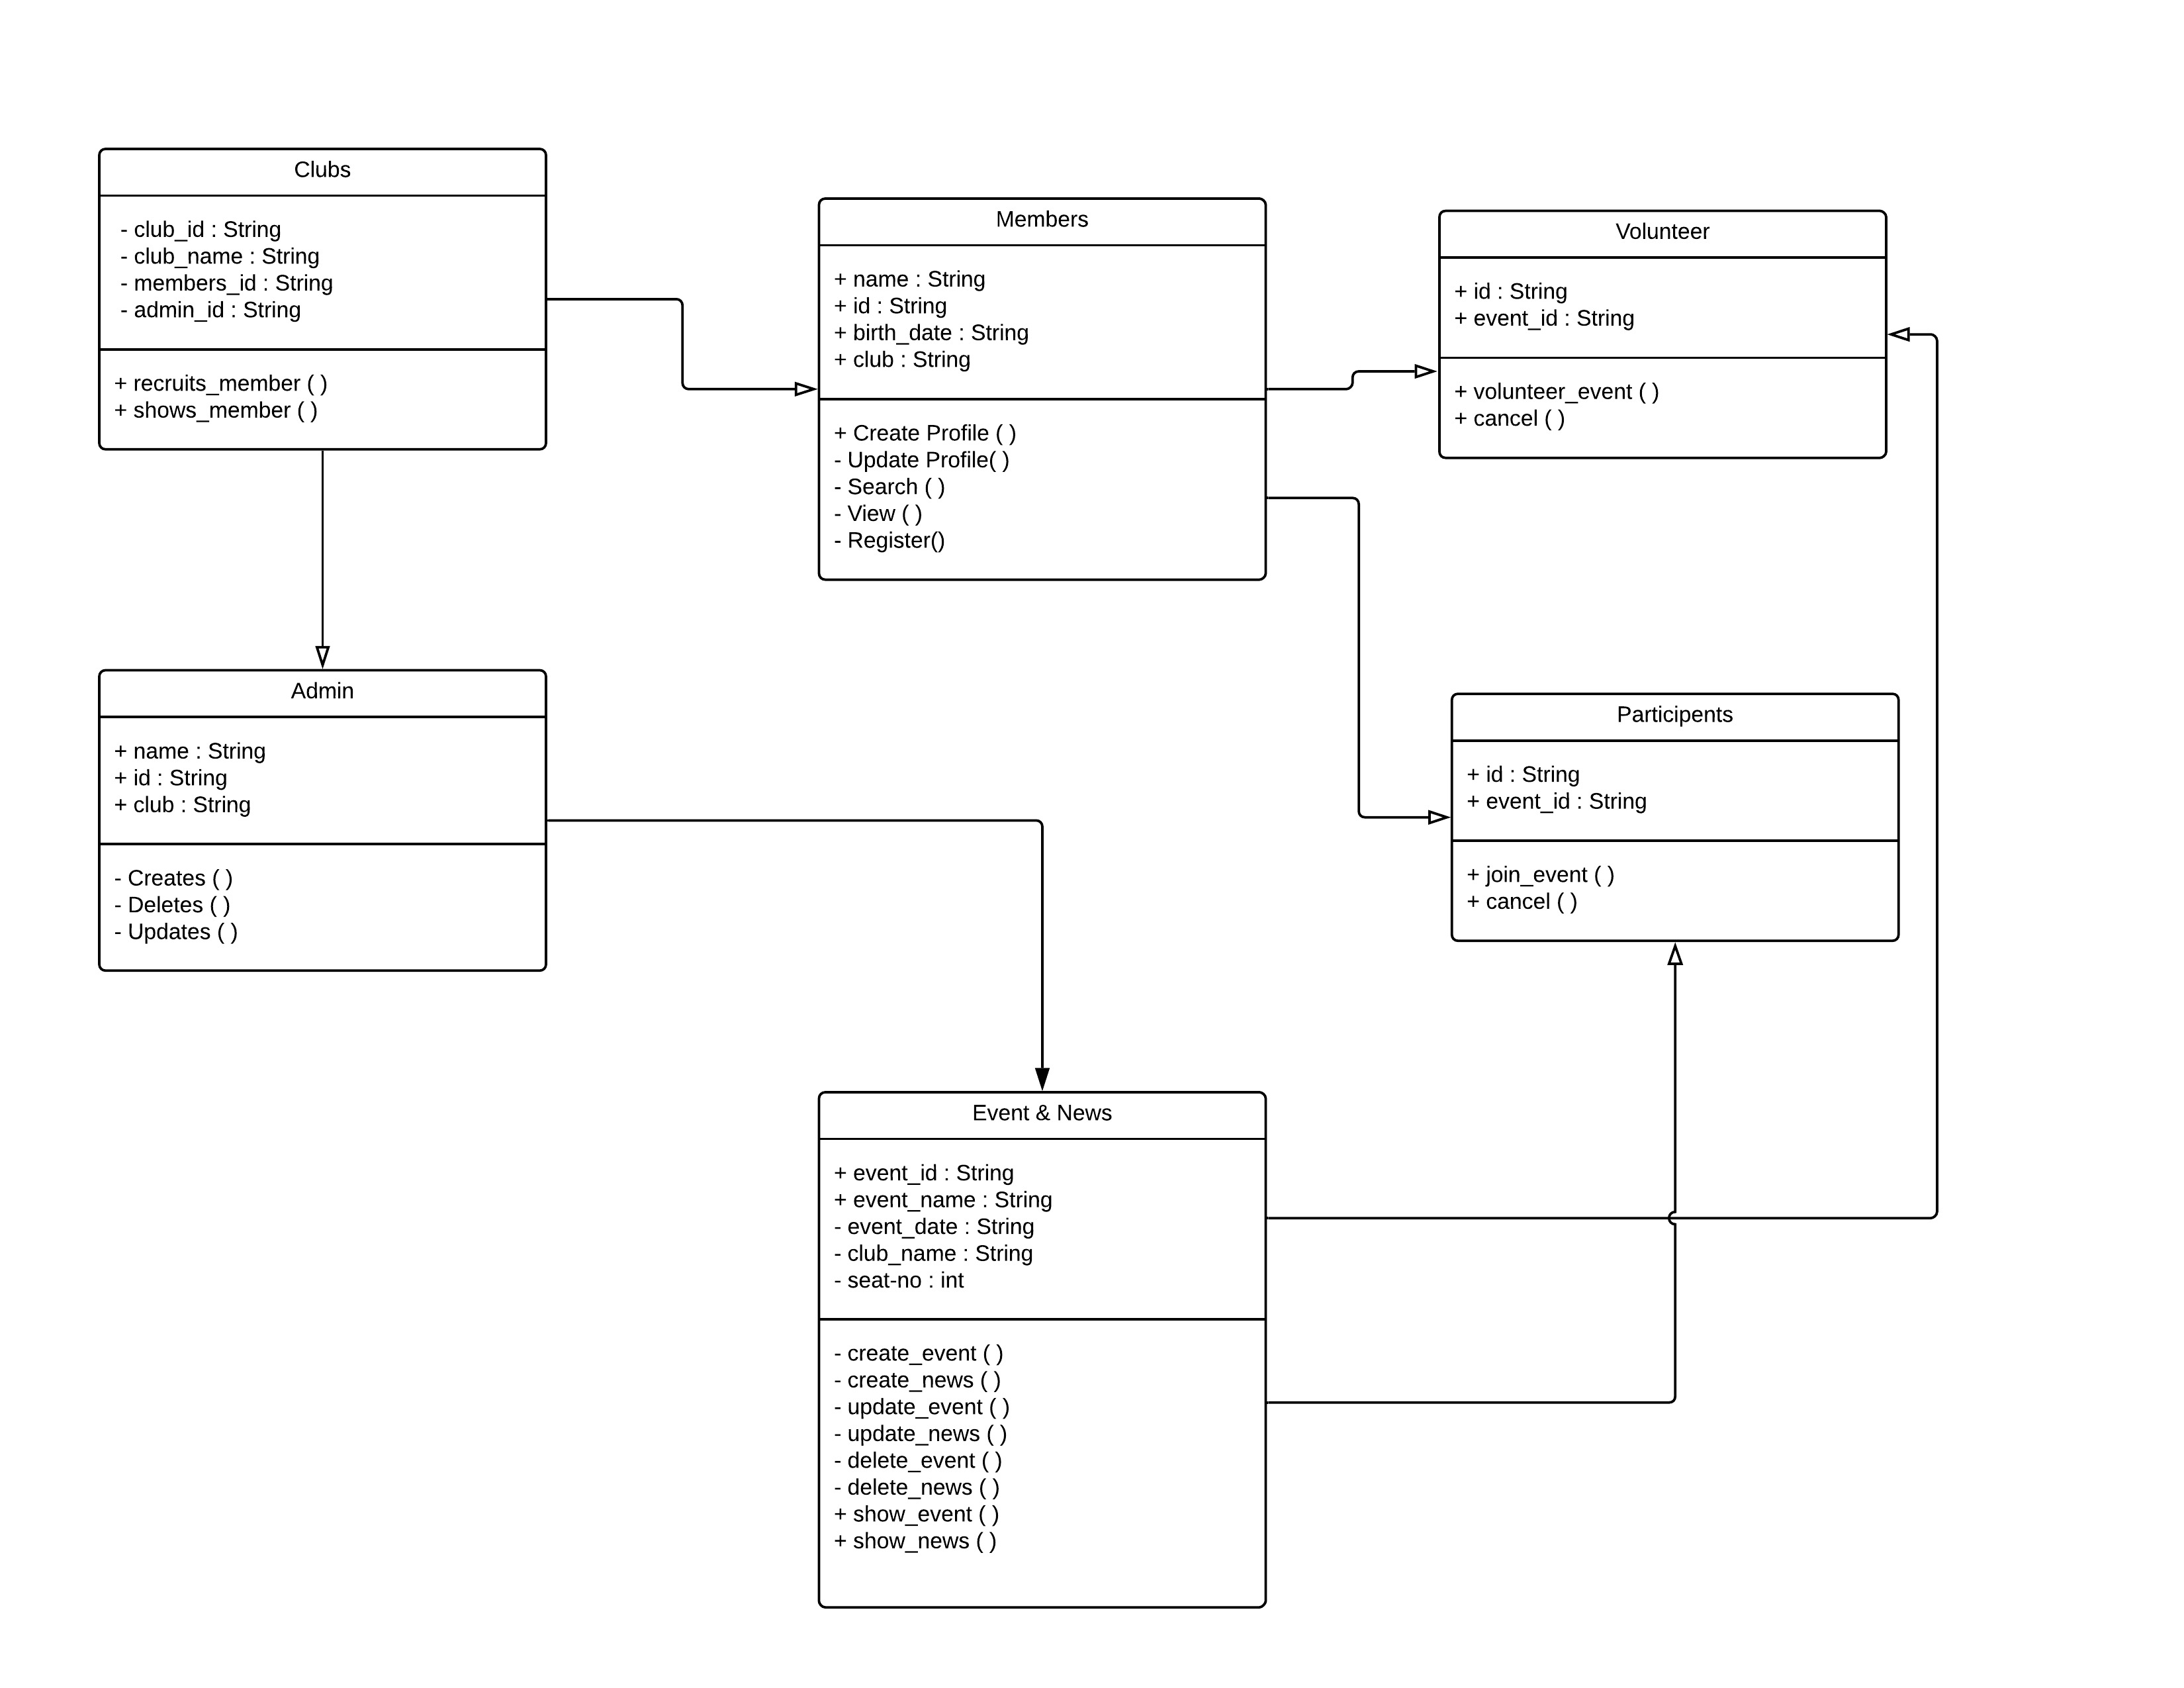 Clubs
- club_id : String
- club_name : String
- members_id : String
- admin_id : String
+ recruits_member ( )
+ shows_member ( )
Members
+ name : String
+ id : String
+ birth_date : String
+ club : String
+ Create Profile ( )
- Update Profile( )
- Search ( )
- View ( )
- Register()
Volunteer
+ id : String
+ event_id : String
+ volunteer_event ( )
+ cancel ( )
Admin
+ name : String
+ id : String
+ club : String
- Creates ( )
- Deletes ( )
- Updates ( )
Participents
+ id : String
+ event_id : String
+ join_event ( )
+ cancel ( )
Event & News
+ event_id : String
+ event_name : String
- event_date : String
- club_name : String
- seat-no : int
- create_event ( )
- create_news ( )
- update_event ( )
- update_news ( )
- delete_event ( )
- delete_news ( )
+ show_event ( )
+ show_news ( )